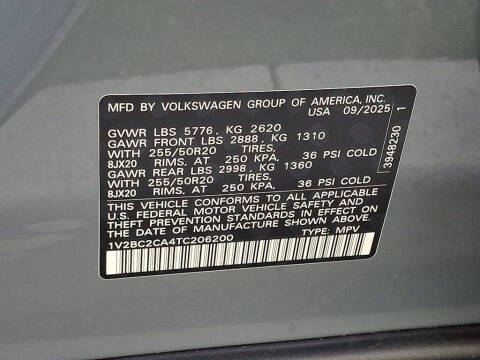 MFD BY VOLKSWAGEN GROUP OF AMERICA, INC.
USA 09/2025
GVWR LBS 5776, KG 2620
GAWR FRONT LBS 2888, KG 1310
WITH 255/50R20 TIRES,
8JX20 RIMS, AT 250 KPA, 36 PSI COLD
GAWR REAR LBS 2998, KG 1360
WITH 255/50R20 TIRES,
8JX20 RIMS, AT 250 KPA, 36 PSI COLD
THIS VEHICLE CONFORMS TO ALL APPLICABLE
U.S. FEDERAL MOTOR VEHICLE SAFETY AND
THEFT PREVENTION STANDARDS IN EFFECT ON
THE DATE OF MANUFACTURE SHOWN ABOVE.
1V2BC2CA4TC206200 TYPE: MPV
3948230 1